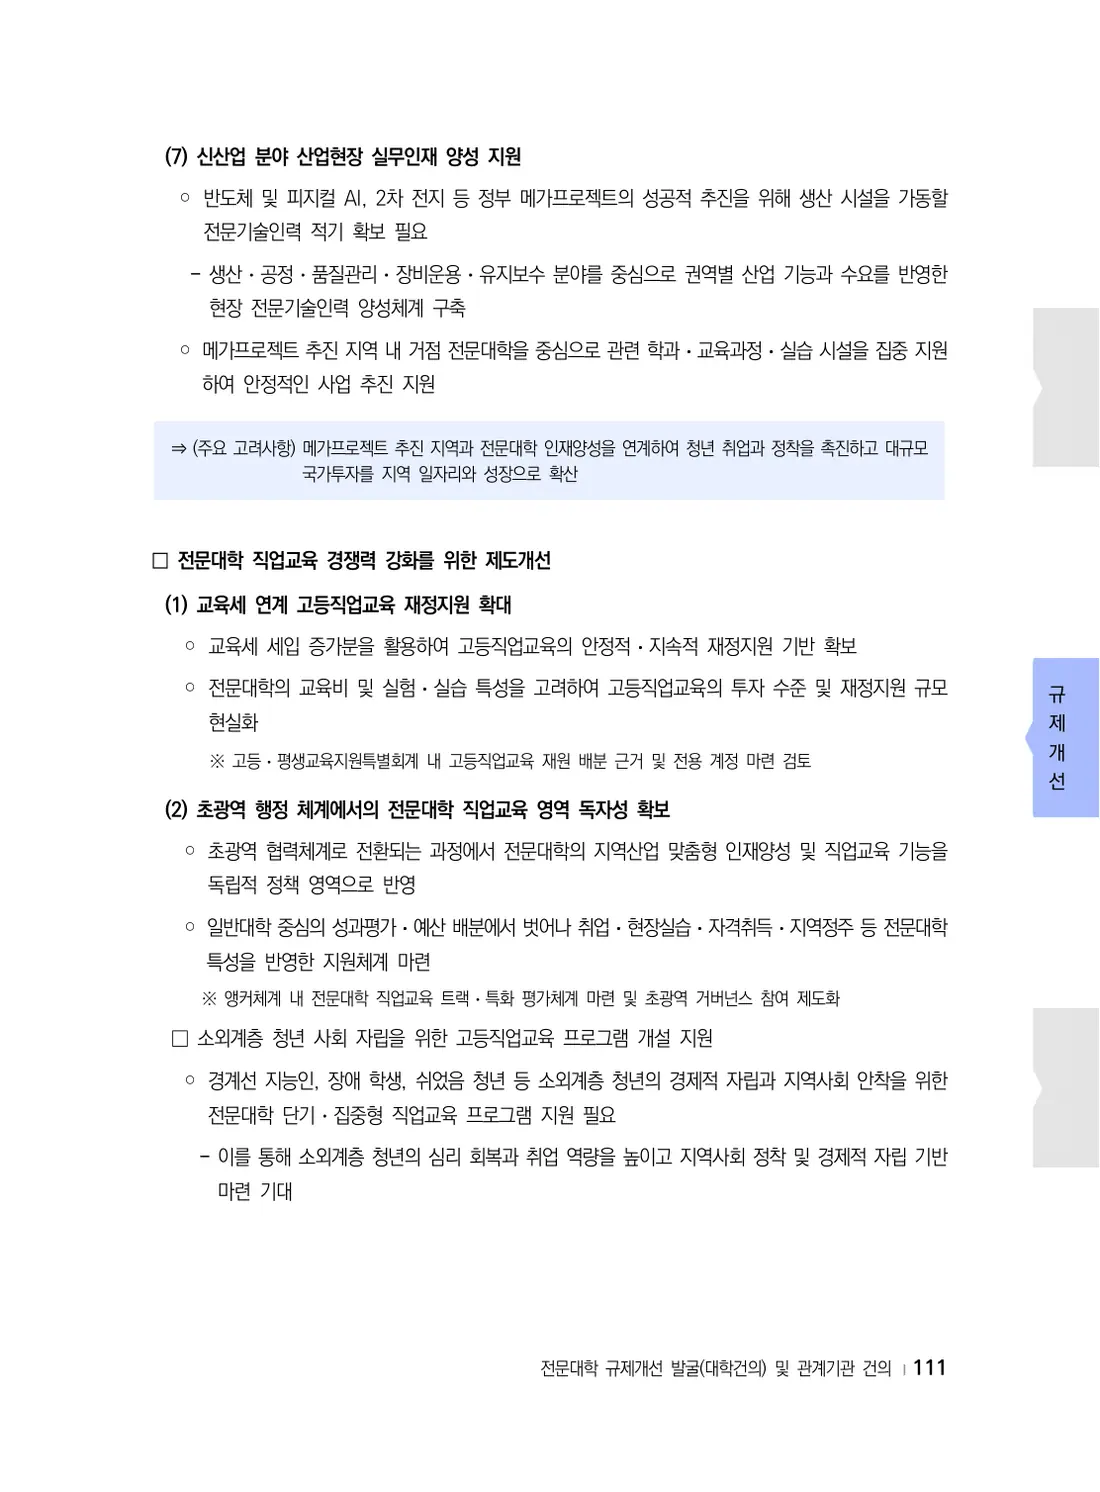 (7) 신산업 분야 산업현장 실무인재 양성 지원
○ 반도체 및 피지컬 AI, 2차 전지 등 정부 메가프로젝트의 성공적 추진을 위해 생산 시설을 가동할
전문기술인력 적기 확보 필요
- 생산·공정·품질관리·장비운용·유지보수 분야를 중심으로 권역별 산업 기능과 수요를 반영한
현장 전문기술인력 양성체계 구축
○ 메가프로젝트 추진 지역 내 거점 전문대학을 중심으로 관련 학과·교육과정·실습 시설을 집중 지원
하여 안정적인 사업 추진 지원
⇒ (주요 고려사항) 메가프로젝트 추진 지역과 전문대학 인재양성을 연계하여 청년 취업과 정착을 촉진하고 대규모
국가투자를 지역 일자리와 성장으로 확산
□ 전문대학 직업교육 경쟁력 강화를 위한 제도개선
(1) 교육세 연계 고등직업교육 재정지원 확대
○ 교육세 세입 증가분을 활용하여 고등직업교육의 안정적·지속적 재정지원 기반 확보
○ 전문대학의 교육비 및 실험·실습 특성을 고려하여 고등직업교육의 투자 수준 및 재정지원 규모
현실화
※ 고등·평생교육지원특별회계 내 고등직업교육 재원 배분 근거 및 전용 계정 마련 검토
(2) 초광역 행정 체계에서의 전문대학 직업교육 영역 독자성 확보
○ 초광역 협력체계로 전환되는 과정에서 전문대학의 지역산업 맞춤형 인재양성 및 직업교육 기능을
독립적 정책 영역으로 반영
○ 일반대학 중심의 성과평가·예산 배분에서 벗어나 취업·현장실습·자격취득·지역정주 등 전문대학
특성을 반영한 지원체계 마련
※ 앵커체계 내 전문대학 직업교육 트랙·특화 평가체계 마련 및 초광역 거버넌스 참여 제도화
□ 소외계층 청년 사회 자립을 위한 고등직업교육 프로그램 개설 지원
○ 경계선 지능인, 장애 학생, 쉬었음 청년 등 소외계층 청년의 경제적 자립과 지역사회 안착을 위한
전문대학 단기·집중형 직업교육 프로그램 지원 필요
- 이를 통해 소외계층 청년의 심리 회복과 취업 역량을 높이고 지역사회 정착 및 경제적 자립 기반
마련 기대
규
제
개
선
전문대학 규제개선 발굴(대학건의) 및 관계기관 건의 | 111